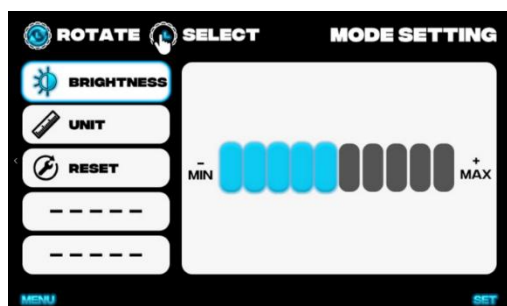 ROTATE SELECT MODE SETTING
BRIGHTNESS
UNIT
RESET
- MIN + MAX
- - - - -
- - - - -
MENU SET